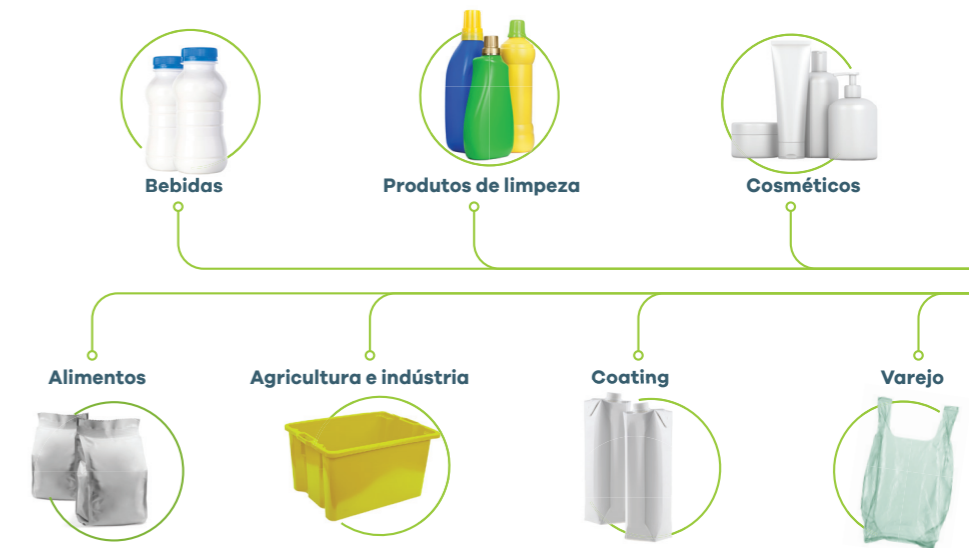 Bebidas
Produtos de limpeza
Cosméticos
Alimentos
Agricultura e indústria
Coating
Varejo